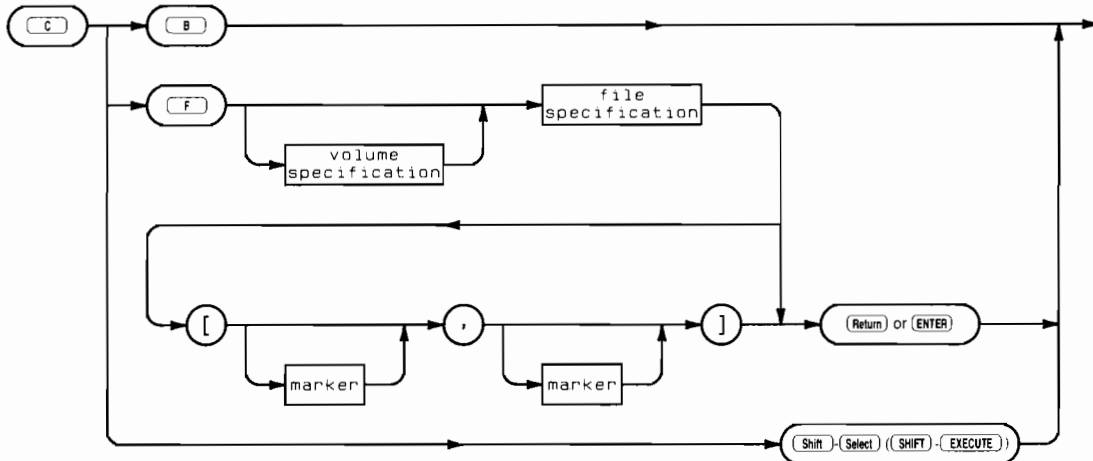 C
B
F
file
specification
volume
specification
[
,
]
Return or ENTER
marker
marker
Shift - Select (SHIFT - EXECUTE)